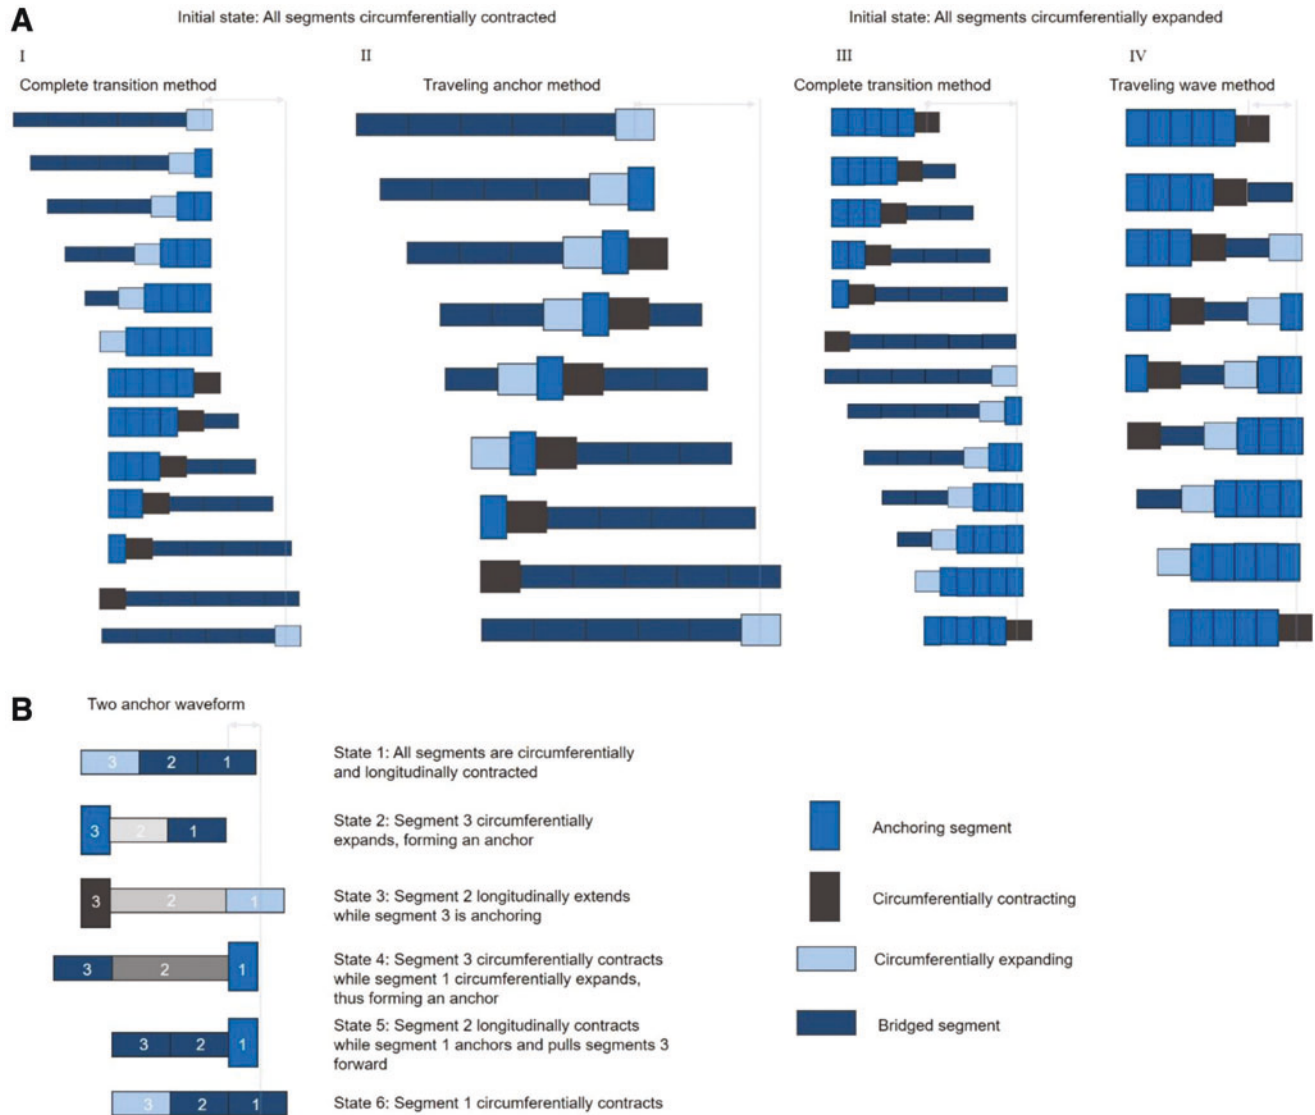 A
Initial state: All segments circumferentially contracted
Initial state: All segments circumferentially expanded
I
II
III
IV
Complete transition method
Traveling anchor method
Complete transition method
Traveling wave method
B
Two anchor waveform
3 2 1
State 1: All segments are circumferentially
and longitudinally contracted
3 2 1
State 2: Segment 3 circumferentially
expands, forming an anchor
3 2 1
State 3: Segment 2 longitudinally extends
while segment 3 is anchoring
3 2 1
State 4: Segment 3 circumferentially contracts
while segment 1 circumferentially expands,
thus forming an anchor
3 2 1
State 5: Segment 2 longitudinally contracts
while segment 1 anchors and pulls segments 3
forward
3 2 1
State 6: Segment 1 circumferentially contracts
Anchoring segment
Circumferentially contracting
Circumferentially expanding
Bridged segment